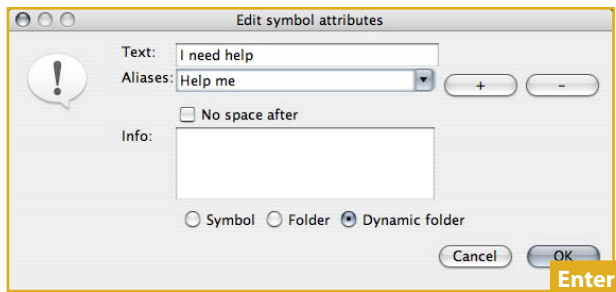 Edit symbol attributes
Text: I need help
Aliases: Help me + -
No space after
Info:
Symbol Folder Dynamic folder
Cancel OK
Enter